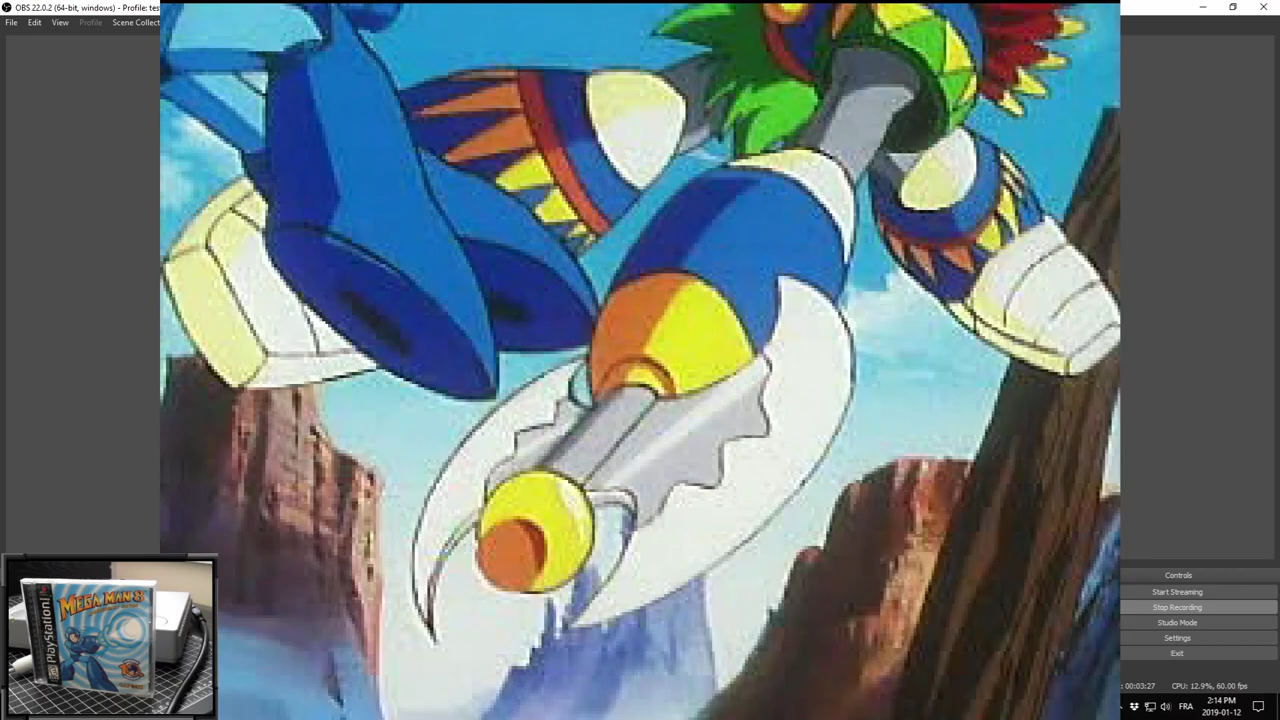 OBS 22.0.2 (64-bit, windows) - Profile: tes
File Edit View Profile Scene Collect
Controls
Start Streaming
Stop Recording
Studio Mode
Settings
Exit
: 00:03:27 CPU: 12.9%, 60.00 fps
FRA 2:14 PM
2019-01-12
PlayStation
MEGA MAN 8